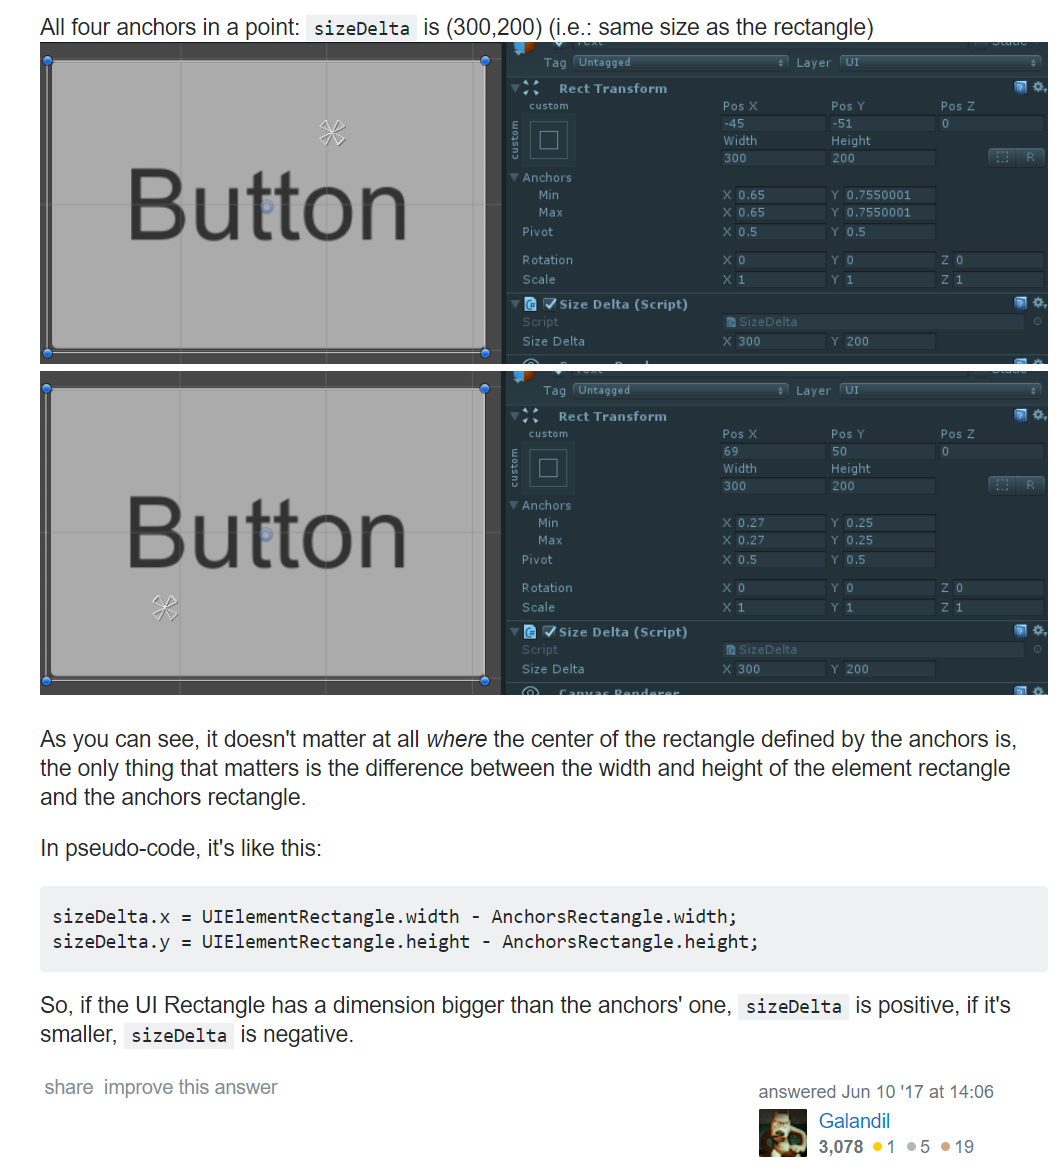 All four anchors in a point: sizeDelta is (300,200) (i.e.: same size as the rectangle)
Tag Untagged Layer UI
Rect Transform
custom Pos X Pos Y Pos Z
custom
-45 -51 0
Width Height
300 200 R
Anchors
Min X 0.65 Y 0.7550001
Max X 0.65 Y 0.7550001
Pivot X 0.5 Y 0.5
Rotation X 0 Y 0 Z 0
Scale X 1 Y 1 Z 1
Size Delta (Script)
Script SizeDelta
Size Delta X 300 Y 200
Button
Tag Untagged Layer UI
Rect Transform
custom Pos X Pos Y Pos Z
custom
69 50 0
Width Height
300 200 R
Anchors
Min X 0.27 Y 0.25
Max X 0.27 Y 0.25
Pivot X 0.5 Y 0.5
Rotation X 0 Y 0 Z 0
Scale X 1 Y 1 Z 1
Size Delta (Script)
Script SizeDelta
Size Delta X 300 Y 200
Canvas Renderer
Button
As you can see, it doesn't matter at all where the center of the rectangle defined by the anchors is,
the only thing that matters is the difference between the width and height of the element rectangle
and the anchors rectangle.
In pseudo-code, it's like this:
sizeDelta.x = UIElementRectangle.width - AnchorsRectangle.width;
sizeDelta.y = UIElementRectangle.height - AnchorsRectangle.height;
So, if the UI Rectangle has a dimension bigger than the anchors' one, sizeDelta is positive, if it's
smaller, sizeDelta is negative.
share improve this answer
answered Jun 10 '17 at 14:06
Galandil
3,078 1 5 19